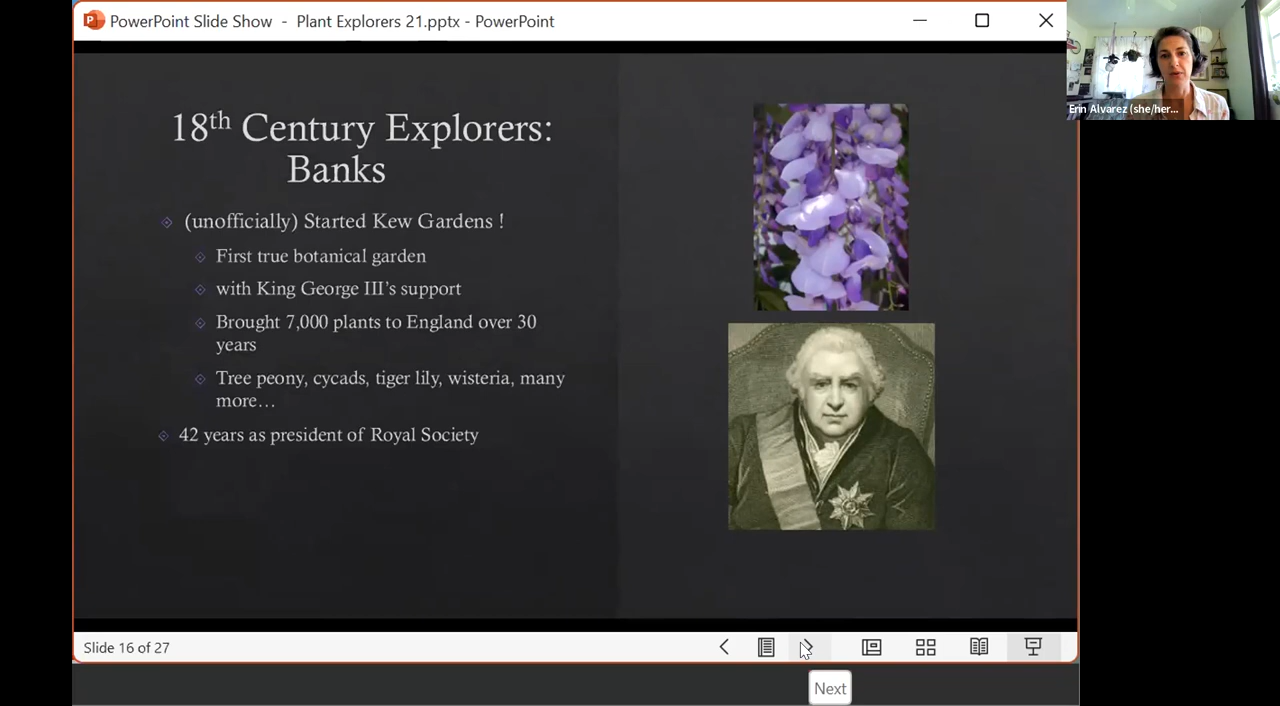 PowerPoint Slide Show - Plant Explorers 21.pptx - PowerPoint
Erin Alvarez (she/her...
18th Century Explorers:
Banks
(unofficially) Started Kew Gardens !
First true botanical garden
with King George III's support
Brought 7,000 plants to England over 30
years
Tree peony, cycads, tiger lily, wisteria, many
more…
42 years as president of Royal Society
Slide 16 of 27
Next